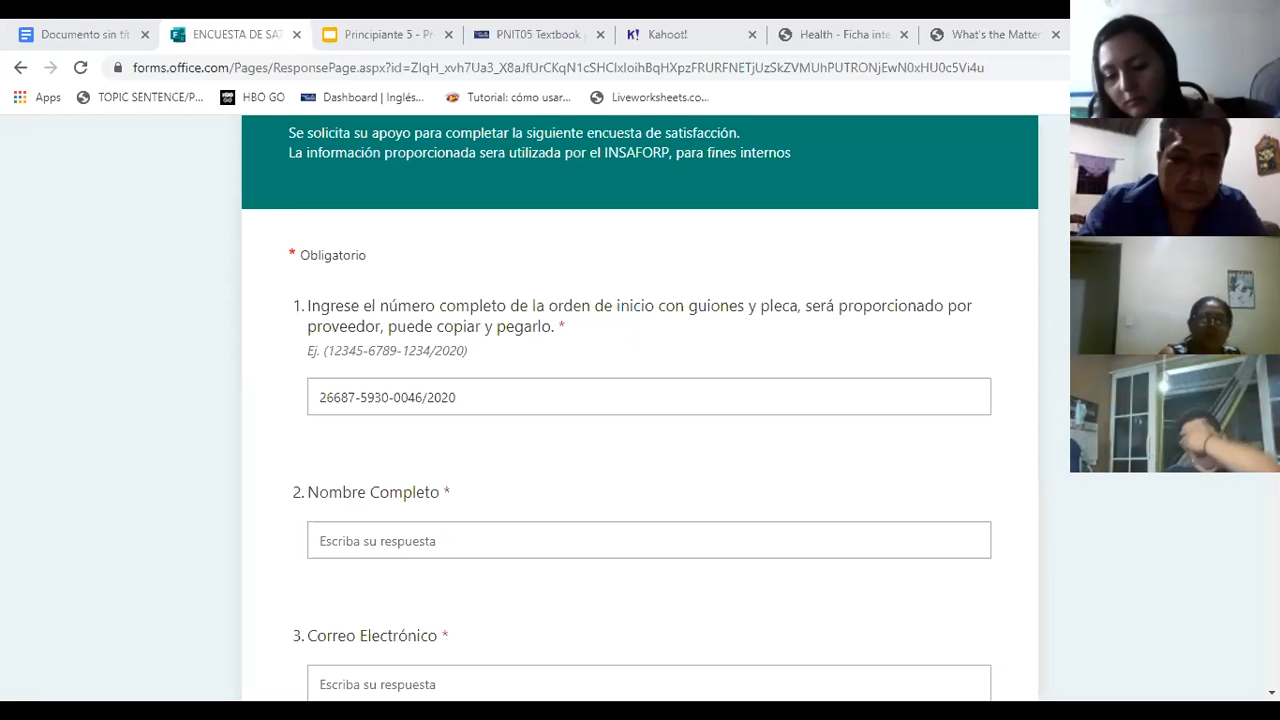 Documento sin tít
ENCUESTA DE SAT
Principiante 5 - Pr
PNIT05 Textbook
Kahoot!
Health - Ficha inte
What's the Matter
forms.office.com/Pages/ResponsePage.aspx?id=ZIqH_xvh7Ua3_X8aJfUrCKqN1cSHCIxIoihBqHXpzFRURFNETjUzSkZVMUhPUTRONjEwN0xHU0c5Vi4u
Apps
TOPIC SENTENCE/P...
HBO GO
Dashboard | Inglés...
Tutorial: cómo usar...
Liveworksheets.co...
Se solicita su apoyo para completar la siguiente encuesta de satisfacción.
La información proporcionada sera utilizada por el INSAFORP, para fines internos
* Obligatorio
1. Ingrese el número completo de la orden de inicio con guiones y pleca, será proporcionado por
proveedor, puede copiar y pegarlo. *
Ej. (12345-6789-1234/2020)
26687-5930-0046/2020
2. Nombre Completo *
Escriba su respuesta
3. Correo Electrónico *
Escriba su respuesta